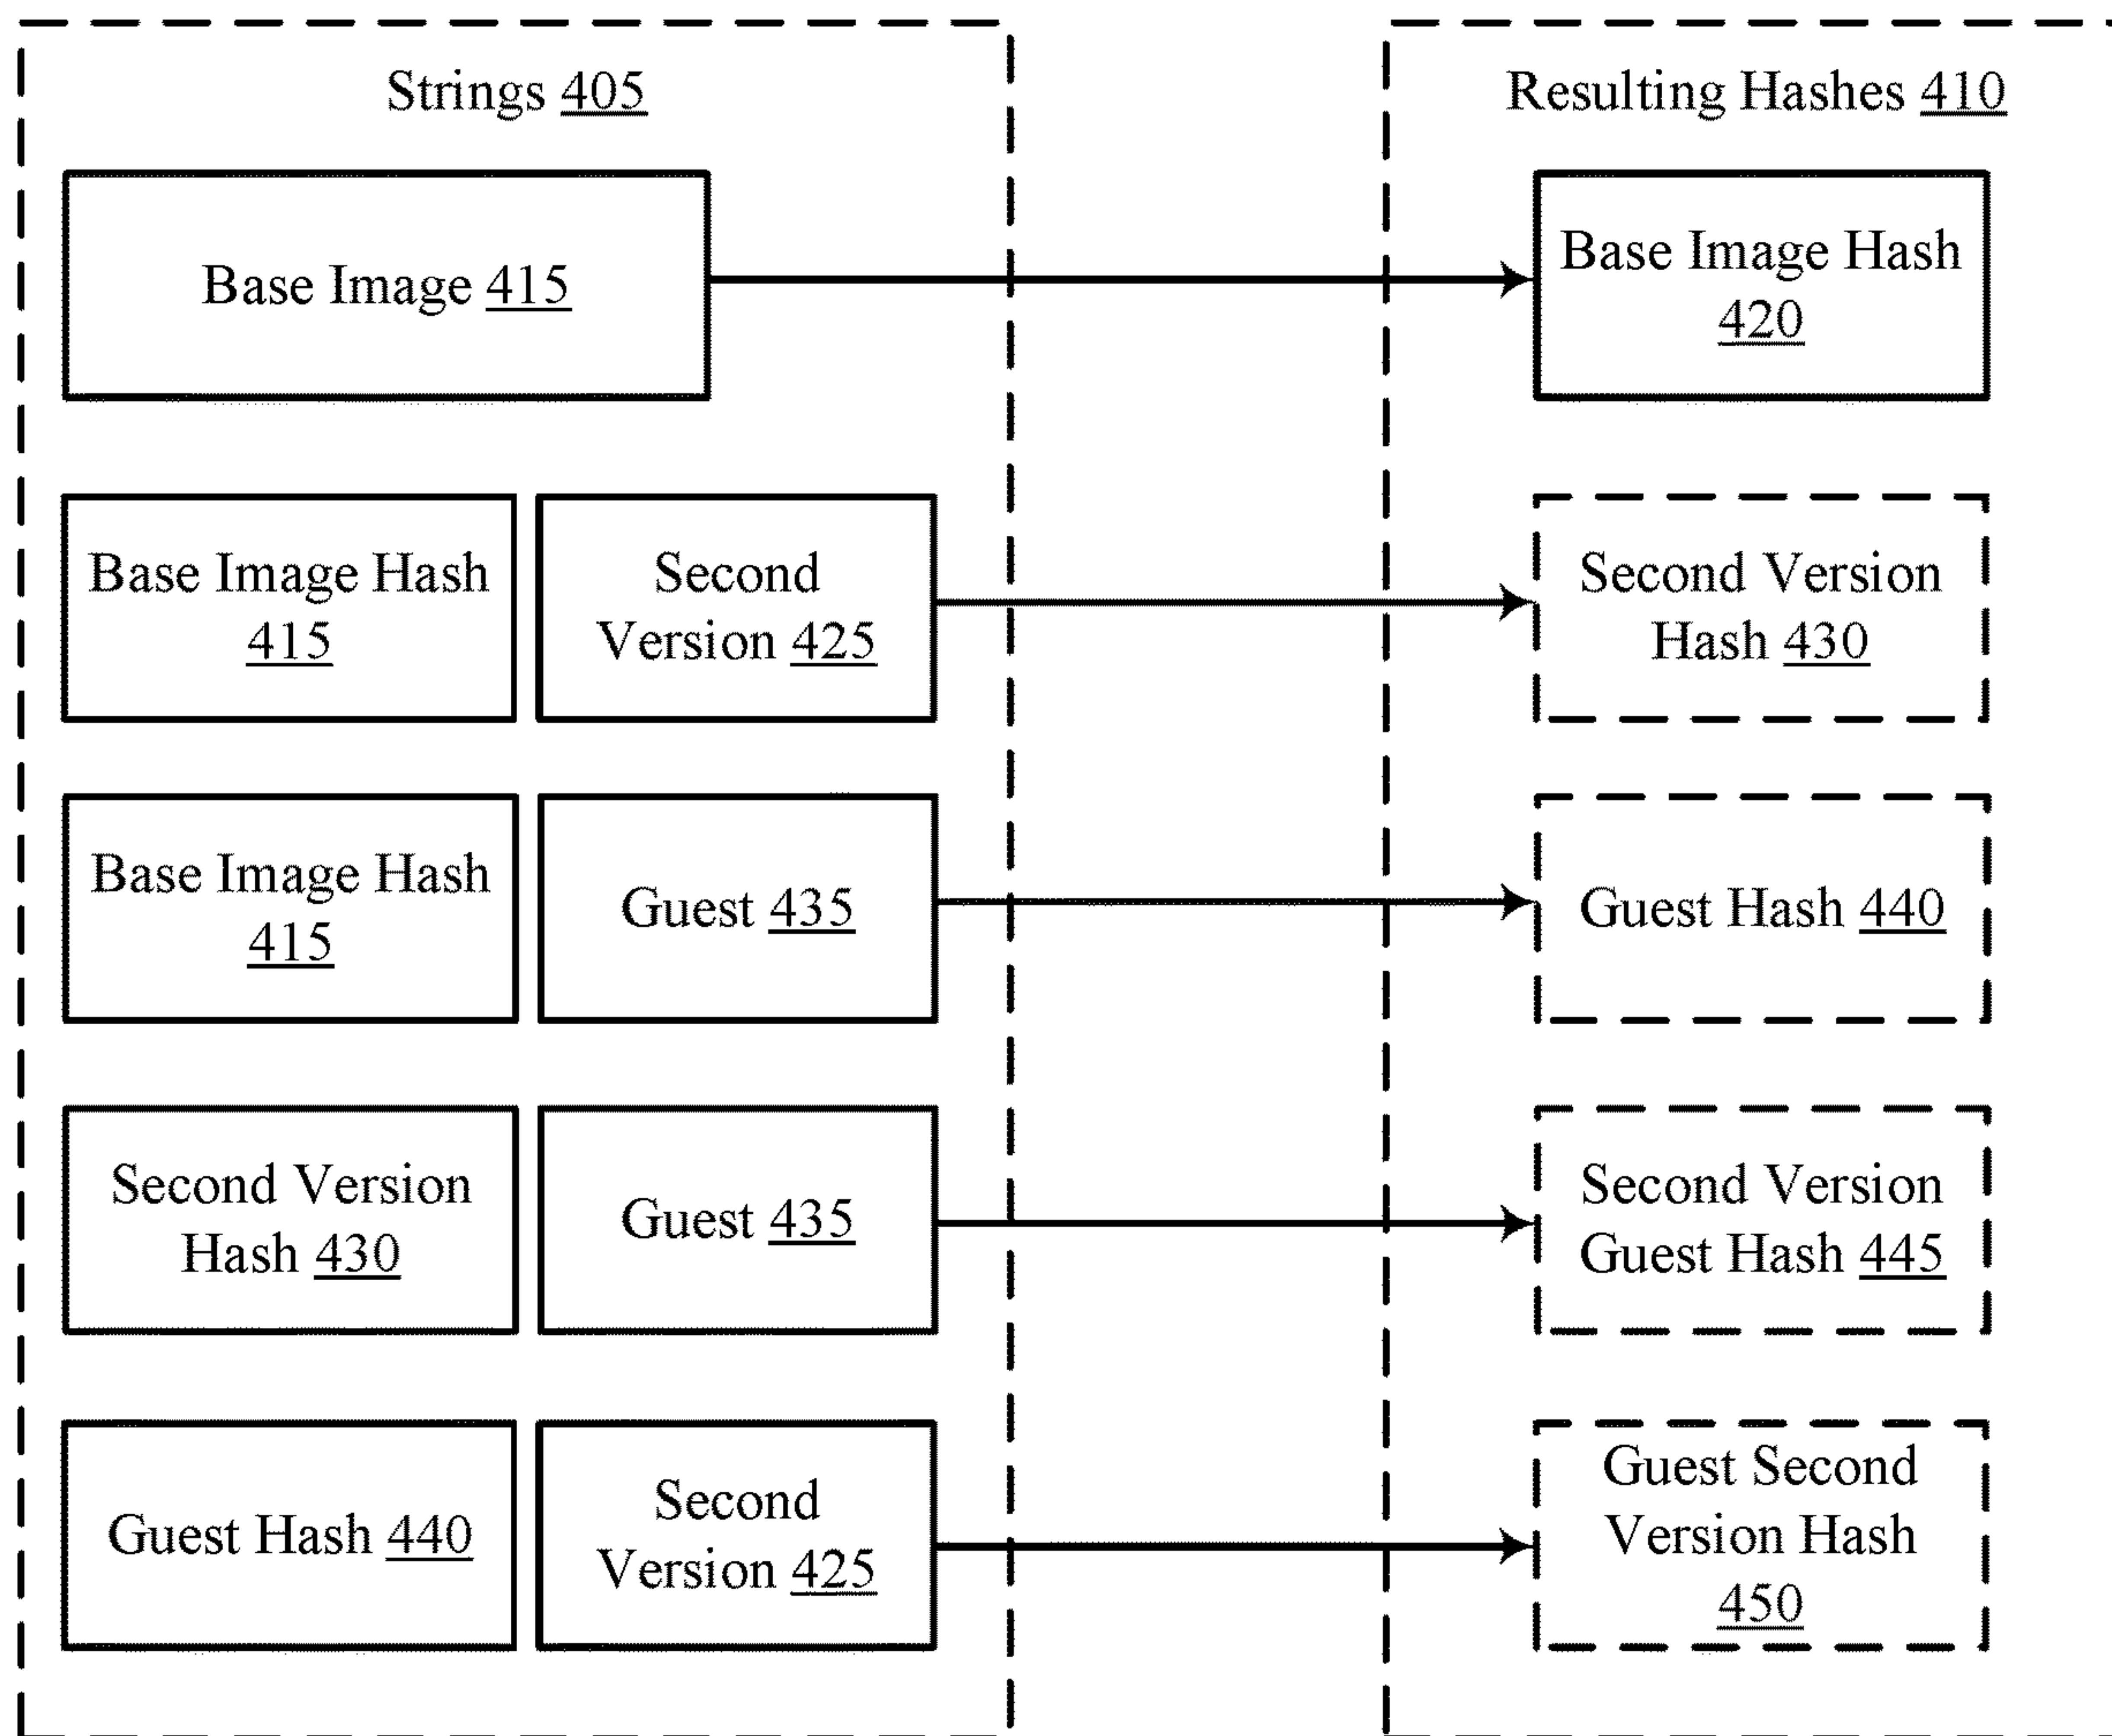 Strings 405
Resulting Hashes 410
Base Image 415
Base Image Hash
420
Base Image Hash
415
Second
Version 425
Second Version
Hash 430
Base Image Hash
415
Guest 435
Guest Hash 440
Second Version
Hash 430
Guest 435
Second Version
Guest Hash 445
Guest Hash 440
Second
Version 425
Guest Second
Version Hash
450